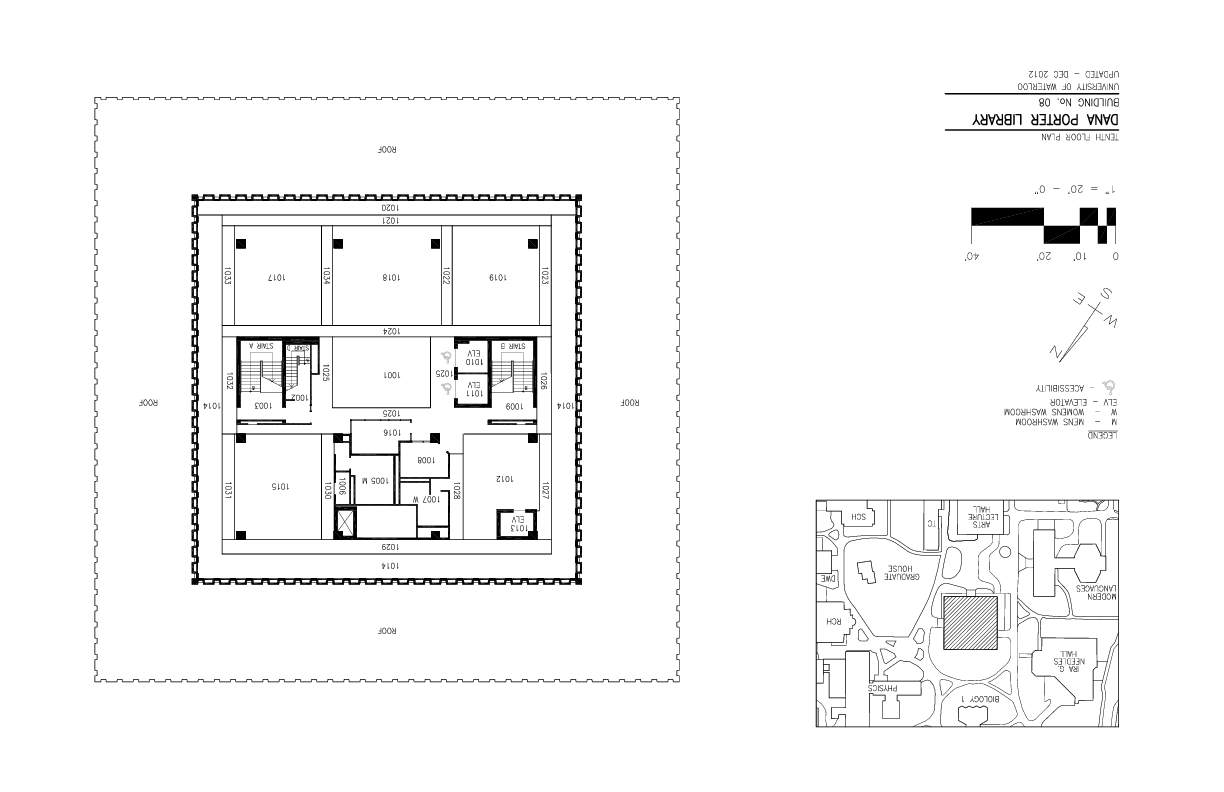 TENTH FLOOR PLAN
DANA PORTER LIBRARY
BUILDING No. 08
UNIVERSITY OF WATERLOO
UPDATED – DEC 2012
1" = 20' – 0"
0 10' 20' 40'
N
E
S
W
LEGEND
M – MENS WASHROOM
W – WOMENS WASHROOM
ELV – ELEVATOR
– ACESSIBILITY
BIOLOGY 1
PHYSICS
IRA G.
NEEDLES
HALL
RCH
MODERN
LANGUAGES
GRADUATE
HOUSE
DWE
ARTS
LECTURE
HALL
TC
SCH
ROOF
ROOF
ROOF
ROOF
1014
1029
1013
ELV
1007 W
1006
1005 M
1012
1015
1027
1028
1030
1031
1008
1016
1025
1009
1003
1002
1014
1014
1011
ELV
1010
ELV
1025
1001
1025
1026
1032
STAIR B
STAIR D
STAIR A
1024
1019
1018
1017
1023
1022
1034
1033
1021
1020